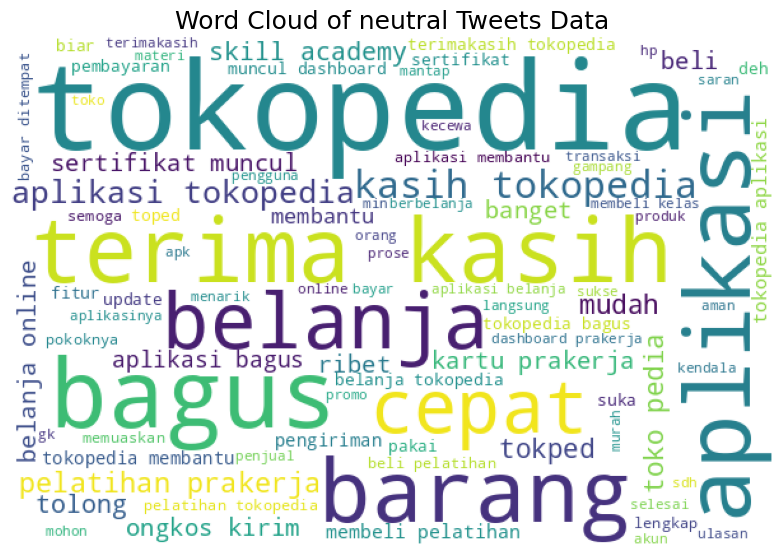 Word Cloud of neutral Tweets Data
biar
terimakasih
materi
skill academy
terimakasih tokopedia
hp
beli
deh
pembayaran
muncul dashboard
sertifikat
mantap
saran
toko
tokopedia
bayar ditempat
kecewa
sertifikat muncul
aplikasi membantu
transaksi
gampang
pengguna
aplikasi tokopedia
kasih tokopedia
aplikasi
tokopedia aplikasi
min
berbelanja
membeli kelas
semoga
toped
membantu
banget
produk
terima kasih
orang
apk
prose
belanja online
fitur
update
menarik
online
bayar
aplikasi belanja
sukse
langsung
mudah
aman
aplikasinya
belanja
tokopedia bagus
pokoknya
dashboard prakerja
aplikasi bagus
ribet
kartu prakerja
toko pedia
kendala
bagus
belanja tokopedia
promo
cepat
suka
murah
gk
memuaskan
pengiriman
pakai
tokped
tokopedia membantu
penjual
beli pelatihan
barang
pelatihan prakerja
sdh
tolong
pelatihan tokopedia
selesai
mohon
ongkos kirim
membeli pelatihan
lengkap
ulasan
akun